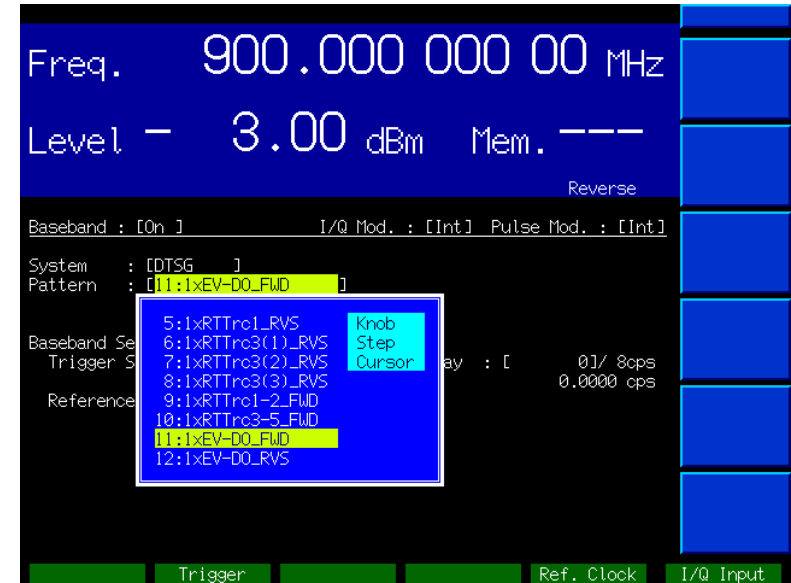 Freq. 900.000 000 00 MHz
Level - 3.00 dBm Mem. ---
Reverse
Baseband : [On ] I/Q Mod. : [Int] Pulse Mod. : [Int]
System : [DTSG ]
Pattern : [11:1xEV-DO_FWD ]
5:1xRTTrc1_RVS Knob
Baseband Se 6:1xRTTrc3(1)_RVS Step
Trigger S 7:1xRTTrc3(2)_RVS Cursor ay : [ 0]/ 8cps
8:1xRTTrc3(3)_RVS 0.0000 cps
Reference 9:1xRTTrc1-2_FWD
10:1xRTTrc3-5_FWD
11:1xEV-DO_FWD
12:1xEV-DO_RVS
Trigger Ref. Clock I/Q Input